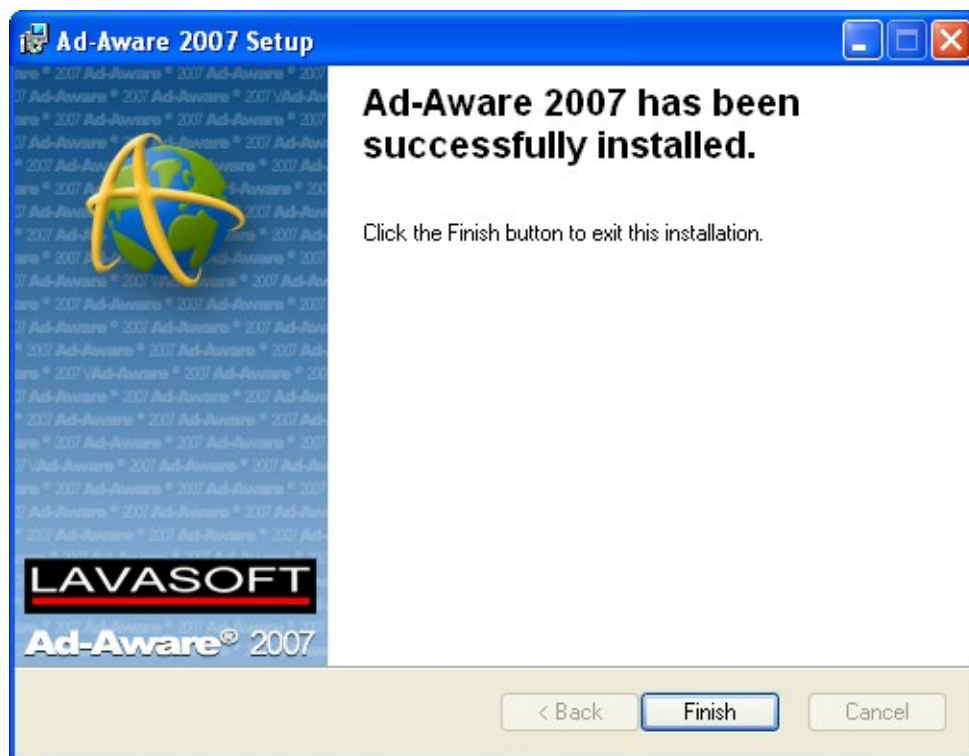 Ad-Aware 2007 Setup
Ad-Aware 2007 has been
successfully installed.
Click the Finish button to exit this installation.
LAVASOFT
Ad-Aware® 2007
< Back
Finish
Cancel